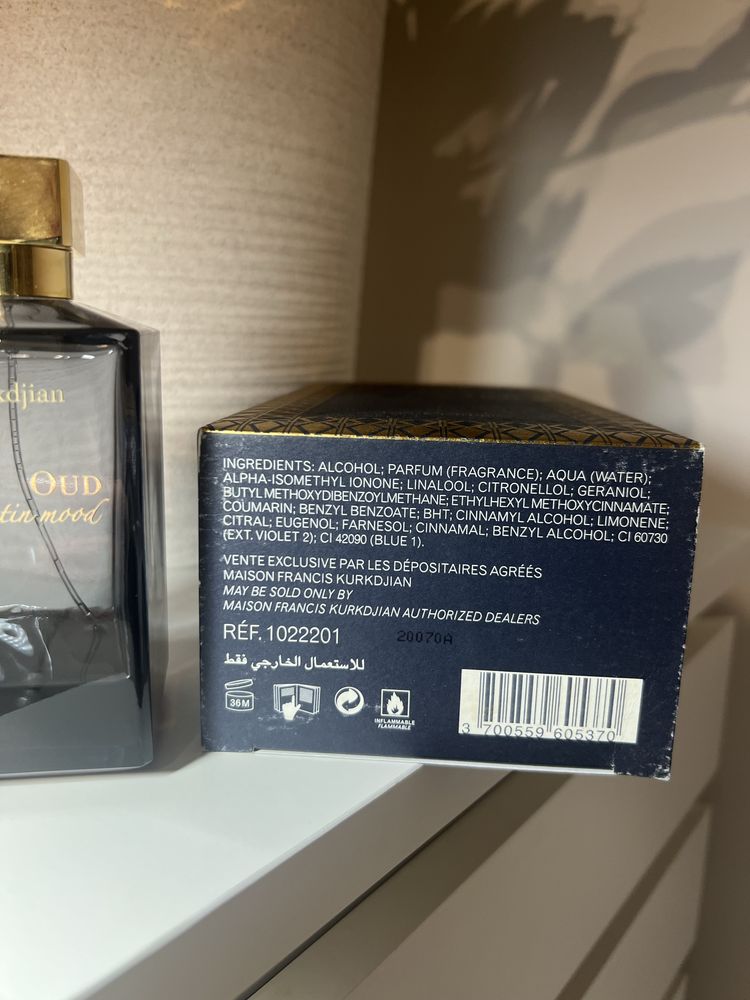 kdjian
OUD
tin mood
INGREDIENTS: ALCOHOL; PARFUM (FRAGRANCE); AQUA (WATER);
ALPHA-ISOMETHYL IONONE; LINALOOL; CITRONELLOL; GERANIOL;
BUTYL METHOXYDIBENZOYLMETHANE; ETHYLHEXYL METHOXYCINNAMATE;
COUMARIN; BENZYL BENZOATE; BHT; CINNAMYL ALCOHOL; LIMONENE;
CITRAL; EUGENOL; FARNESOL; CINNAMAL; BENZYL ALCOHOL; CI 60730
(EXT. VIOLET 2); CI 42090 (BLUE 1).
VENTE EXCLUSIVE PAR LES DÉPOSITAIRES AGRÉÉS
MAISON FRANCIS KURKDJIAN
MAY BE SOLD ONLY BY
MAISON FRANCIS KURKDJIAN AUTHORIZED DEALERS
RÉF. 1022201 20070A
للاستعمال الخارجي فقط
36M
INFLAMMABLE
FLAMMABLE
3 700559 605370